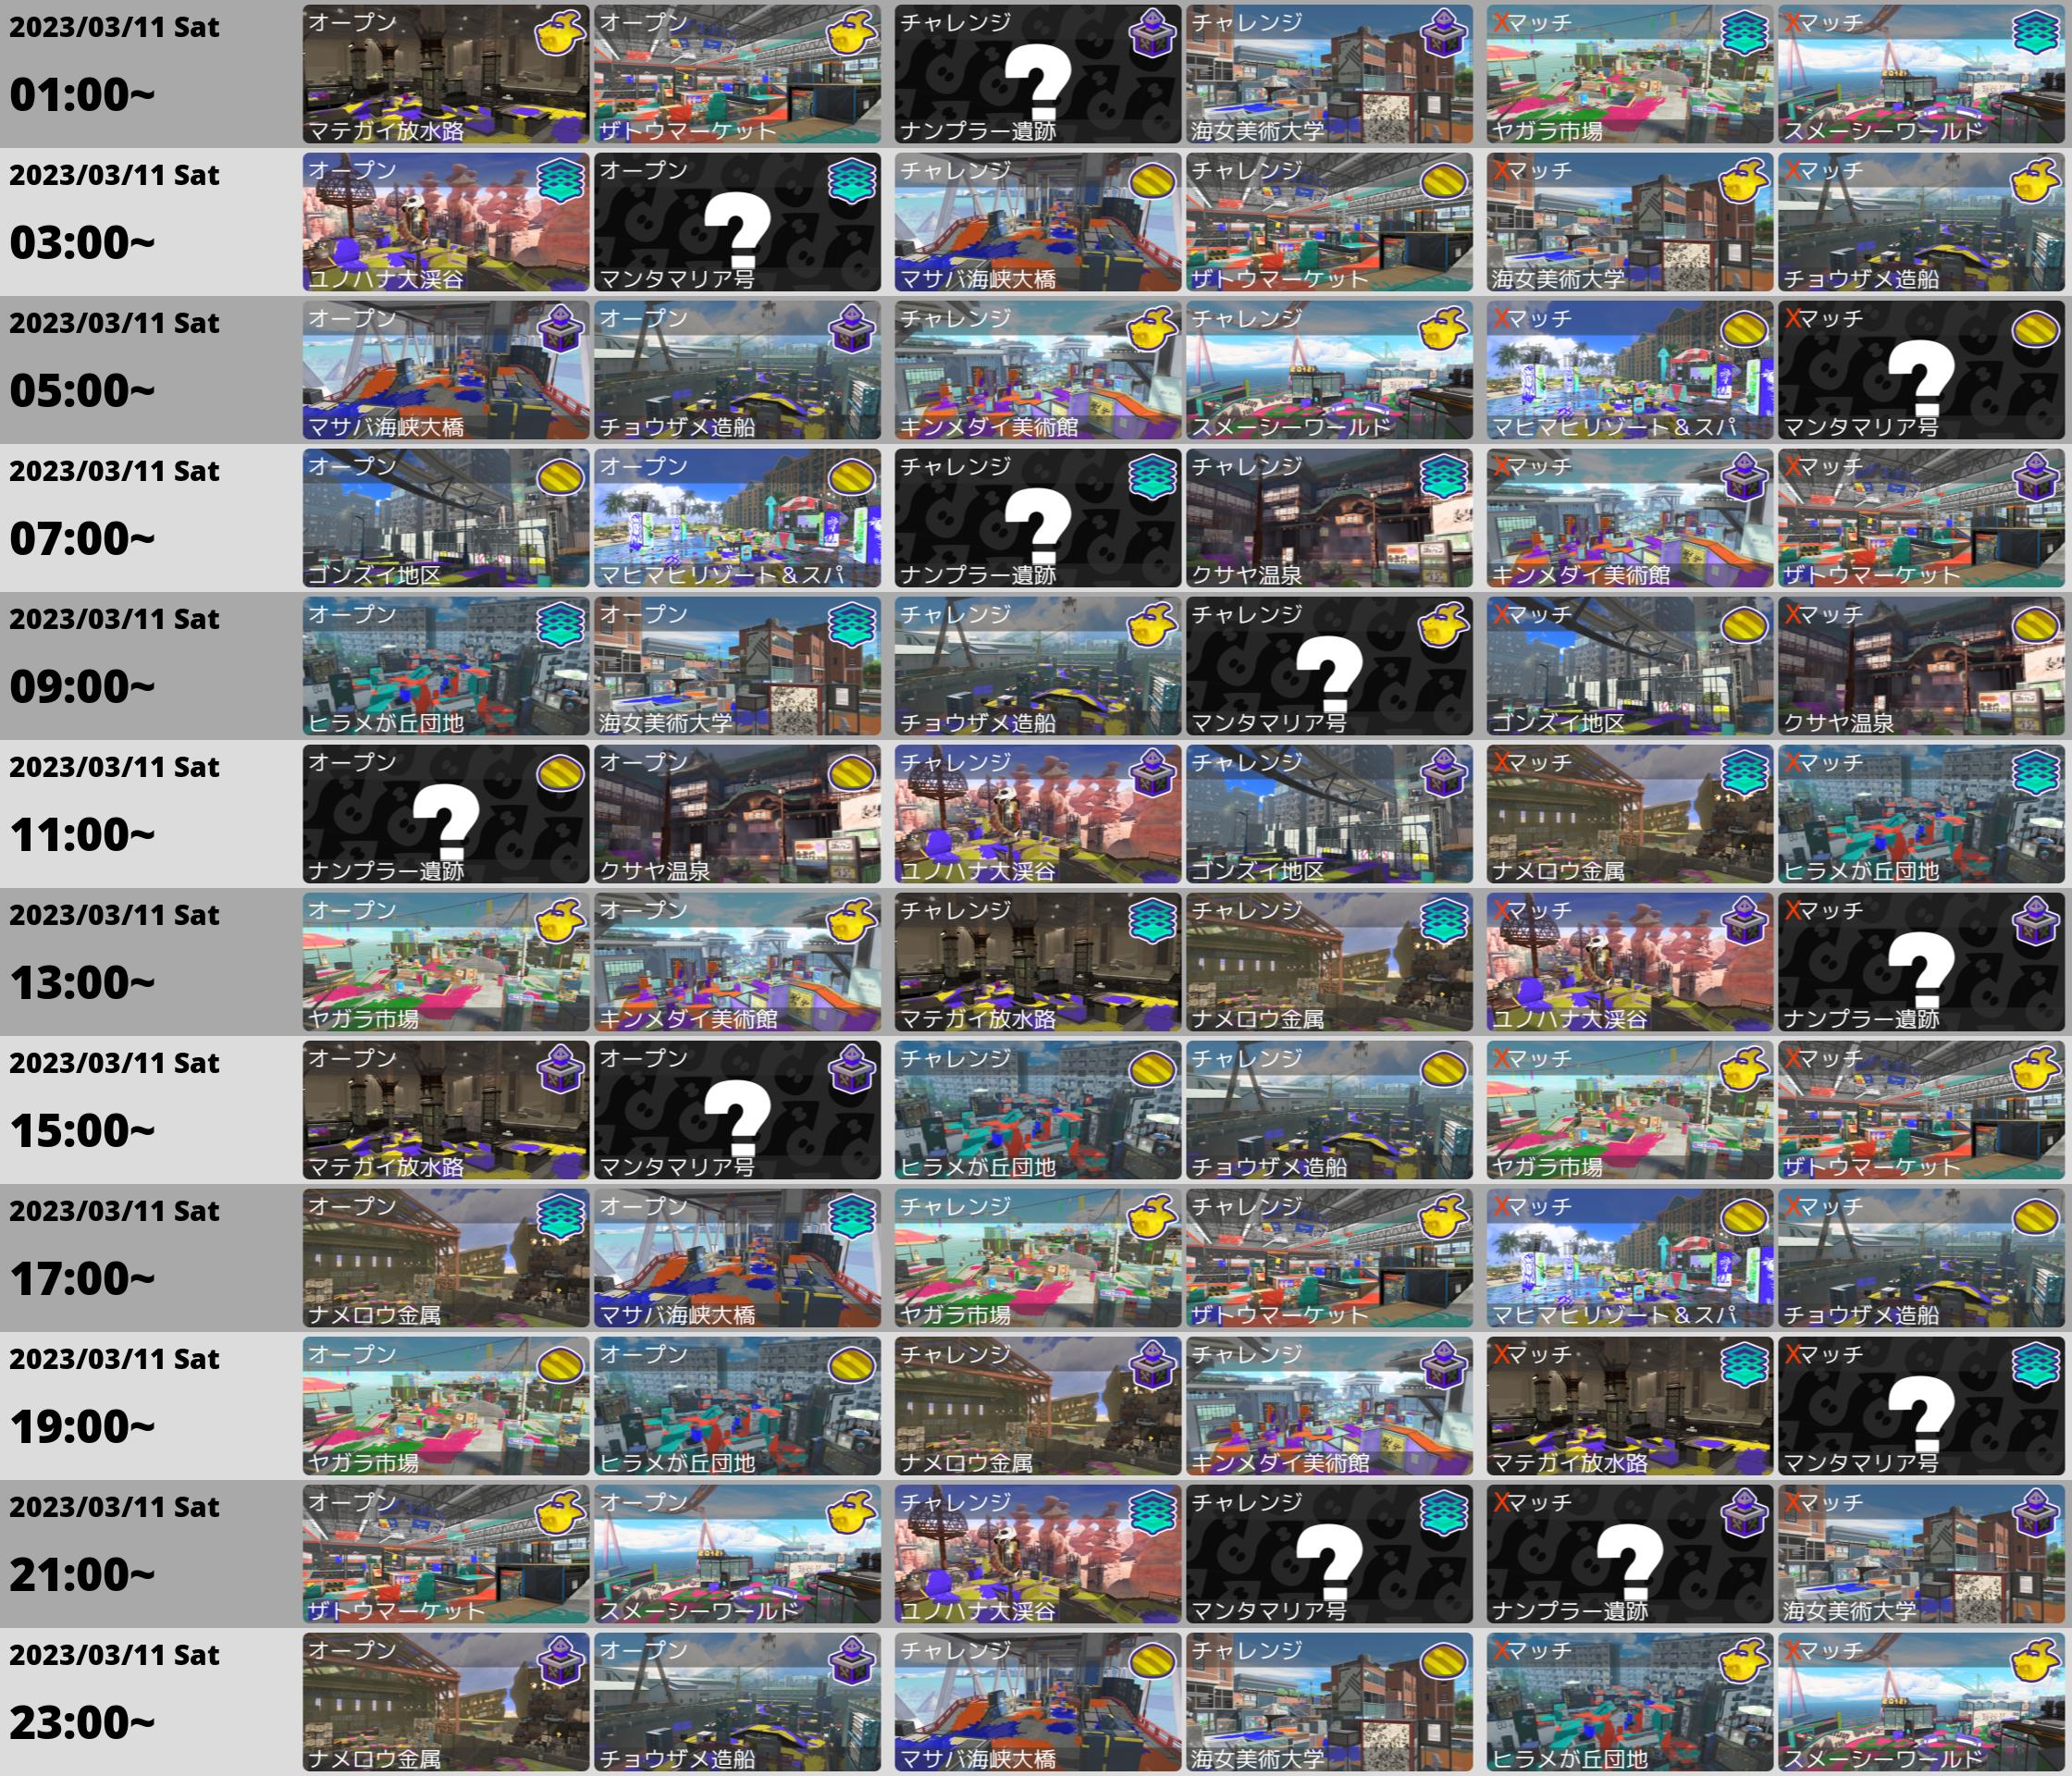 2023/03/11 Sat
01:00~
オープン オープン チャレンジ チャレンジ Xマッチ Xマッチ
マテガイ放水路 ザトウマーケット ナンプラー遺跡 海女美術大学 ヤガラ市場 スメーシーワールド
2023/03/11 Sat
03:00~
オープン オープン チャレンジ チャレンジ Xマッチ Xマッチ
ユノハナ大渓谷 マンタマリア号 マサバ海峡大橋 ザトウマーケット 海女美術大学 チョウザメ造船
2023/03/11 Sat
05:00~
オープン オープン チャレンジ チャレンジ Xマッチ Xマッチ
マサバ海峡大橋 チョウザメ造船 キンメダイ美術館 スメーシーワールド マヒマヒリゾート&スパ マンタマリア号
2023/03/11 Sat
07:00~
オープン オープン チャレンジ チャレンジ Xマッチ Xマッチ
ゴンズイ地区 マヒマヒリゾート&スパ ナンプラー遺跡 クサヤ温泉 キンメダイ美術館 ザトウマーケット
2023/03/11 Sat
09:00~
オープン オープン チャレンジ チャレンジ Xマッチ Xマッチ
ヒラメが丘団地 海女美術大学 チョウザメ造船 マンタマリア号 ゴンズイ地区 クサヤ温泉
2023/03/11 Sat
11:00~
オープン オープン チャレンジ チャレンジ Xマッチ Xマッチ
ナンプラー遺跡 クサヤ温泉 ユノハナ大渓谷 ゴンズイ地区 ナメロウ金属 ヒラメが丘団地
2023/03/11 Sat
13:00~
オープン オープン チャレンジ チャレンジ Xマッチ Xマッチ
ヤガラ市場 キンメダイ美術館 マテガイ放水路 ナメロウ金属 ユノハナ大渓谷 ナンプラー遺跡
2023/03/11 Sat
15:00~
オープン オープン チャレンジ チャレンジ Xマッチ Xマッチ
マテガイ放水路 マンタマリア号 ヒラメが丘団地 チョウザメ造船 ヤガラ市場 ザトウマーケット
2023/03/11 Sat
17:00~
オープン オープン チャレンジ チャレンジ Xマッチ Xマッチ
ナメロウ金属 マサバ海峡大橋 ヤガラ市場 ザトウマーケット マヒマヒリゾート&スパ チョウザメ造船
2023/03/11 Sat
19:00~
オープン オープン チャレンジ チャレンジ Xマッチ Xマッチ
ヤガラ市場 ヒラメが丘団地 ナメロウ金属 キンメダイ美術館 マテガイ放水路 マンタマリア号
2023/03/11 Sat
21:00~
オープン オープン チャレンジ チャレンジ Xマッチ Xマッチ
ザトウマーケット スメーシーワールド ユノハナ大渓谷 マンタマリア号 ナンプラー遺跡 海女美術大学
2023/03/11 Sat
23:00~
オープン オープン チャレンジ チャレンジ Xマッチ Xマッチ
ナメロウ金属 チョウザメ造船 マサバ海峡大橋 海女美術大学 ヒラメが丘団地 スメーシーワールド